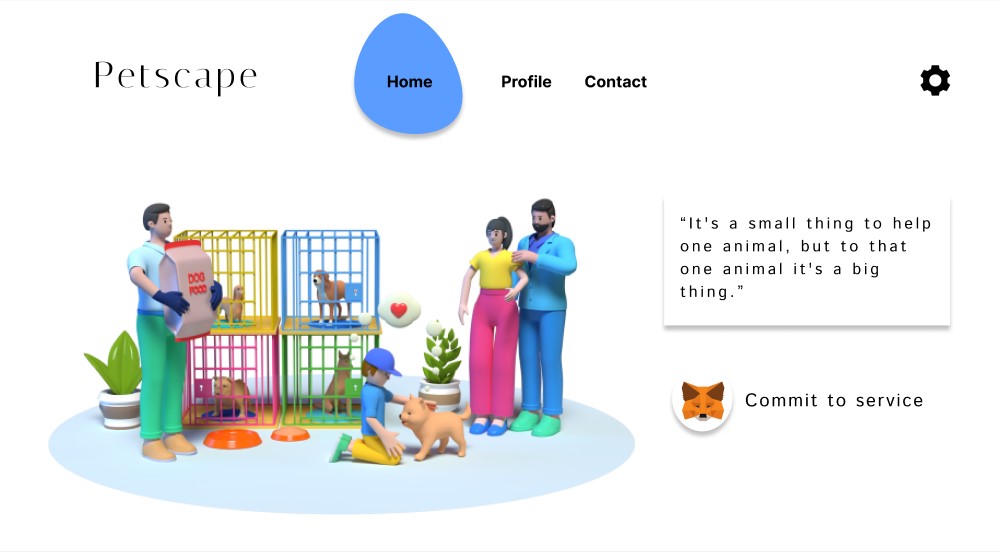 Petscape
Home
Profile
Contact
“It's a small thing to help
one animal, but to that
one animal it's a big
thing.”
DOG
FOOD
Commit to service